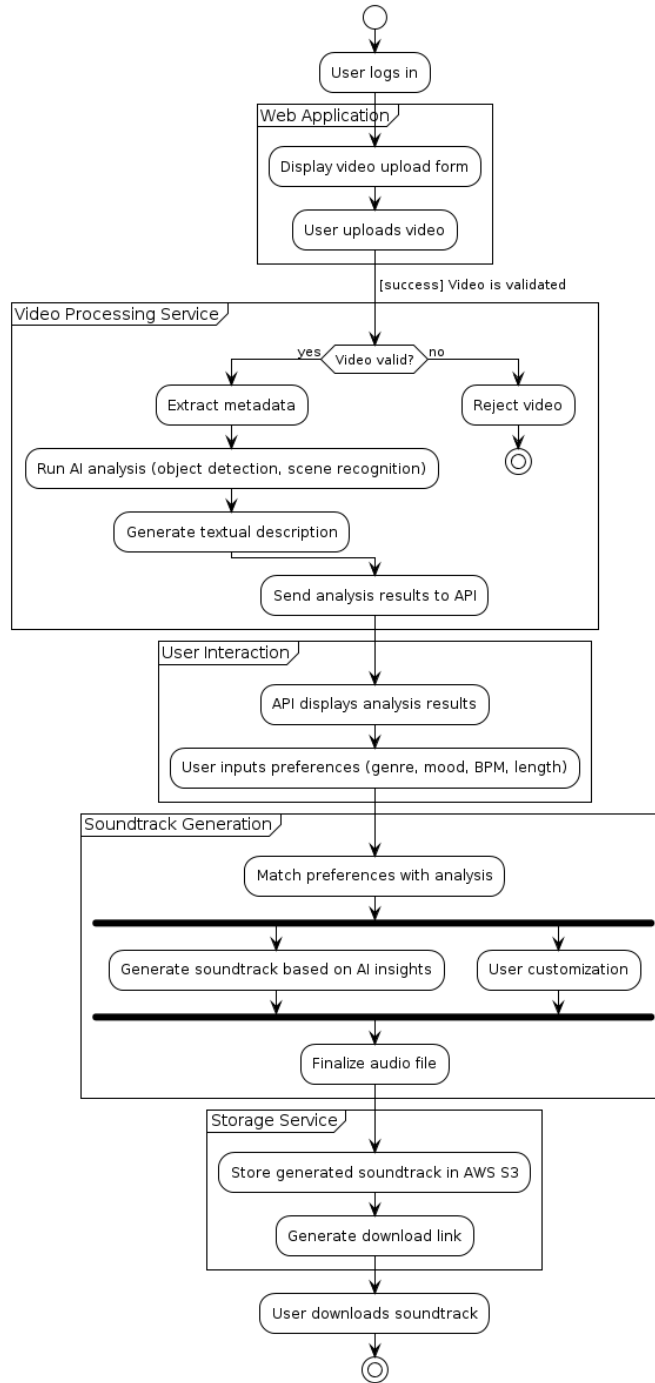 User logs in
Web Application
Display video upload form
User uploads video
[success] Video is validated
Video Processing Service
yes
Video valid?
no
Extract metadata
Reject video
Run AI analysis (object detection, scene recognition)
Generate textual description
Send analysis results to API
User Interaction
API displays analysis results
User inputs preferences (genre, mood, BPM, length)
Soundtrack Generation
Match preferences with analysis
Generate soundtrack based on AI insights
User customization
Finalize audio file
Storage Service
Store generated soundtrack in AWS S3
Generate download link
User downloads soundtrack